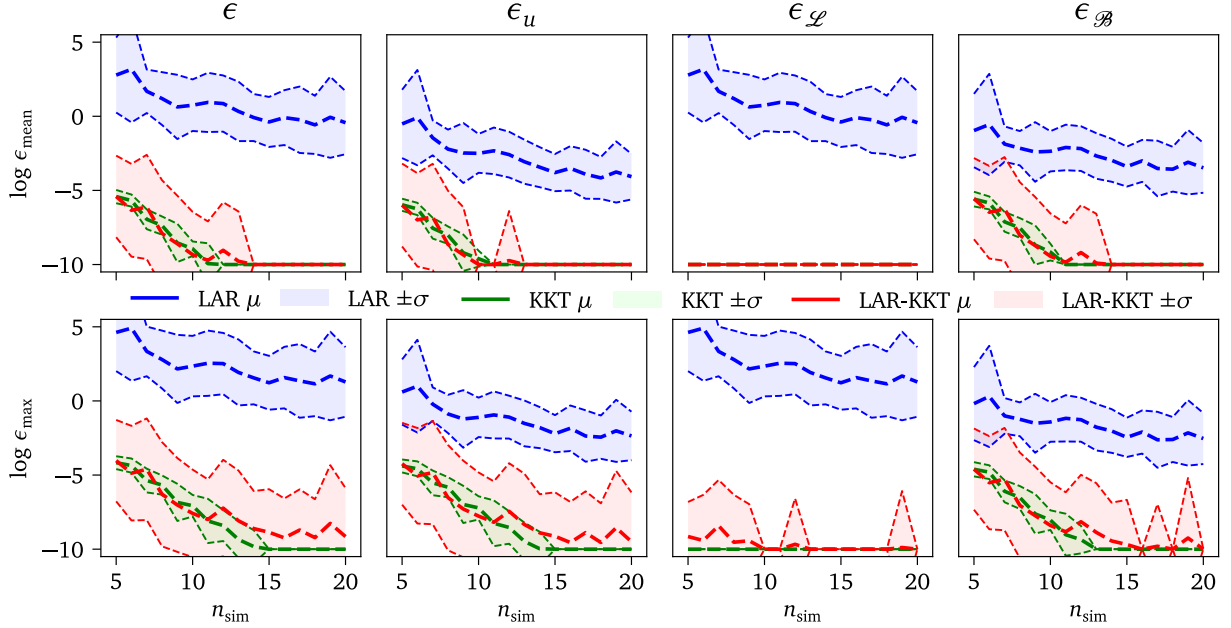 ϵ ϵ_u ϵ_ℒ ϵ_ℬ
5
0
−5
−10
log ϵ_mean
LAR μ LAR ±σ KKT μ KKT ±σ LAR-KKT μ LAR-KKT ±σ
5
0
−5
−10
log ϵ_max
5 10 15 20 5 10 15 20 5 10 15 20 5 10 15 20
n_sim n_sim n_sim n_sim